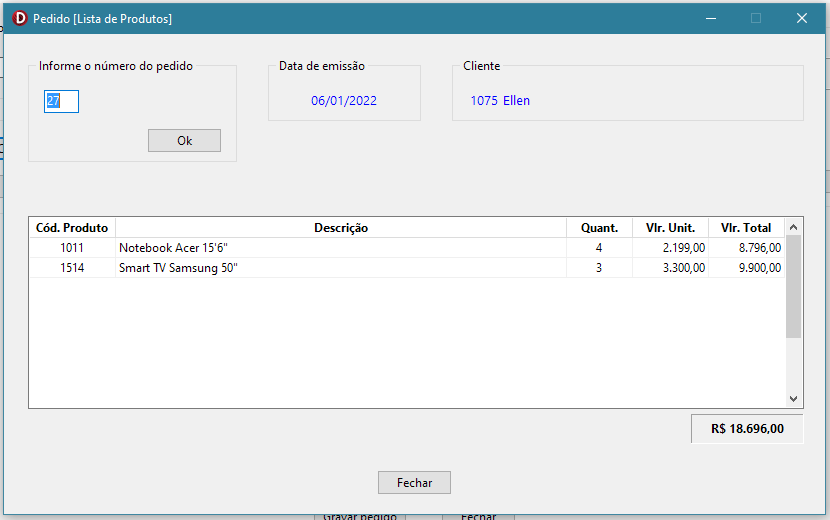 Pedido [Lista de Produtos]
Informe o número do pedido
Data de emissão
Cliente
27
06/01/2022
1075 Ellen
Ok
Cód. Produto Descrição Quant. Vlr. Unit. Vlr. Total
1011 Notebook Acer 15'6" 4 2.199,00 8.796,00
1514 Smart TV Samsung 50" 3 3.300,00 9.900,00
R$ 18.696,00
Fechar
Gravar pedido Fechar